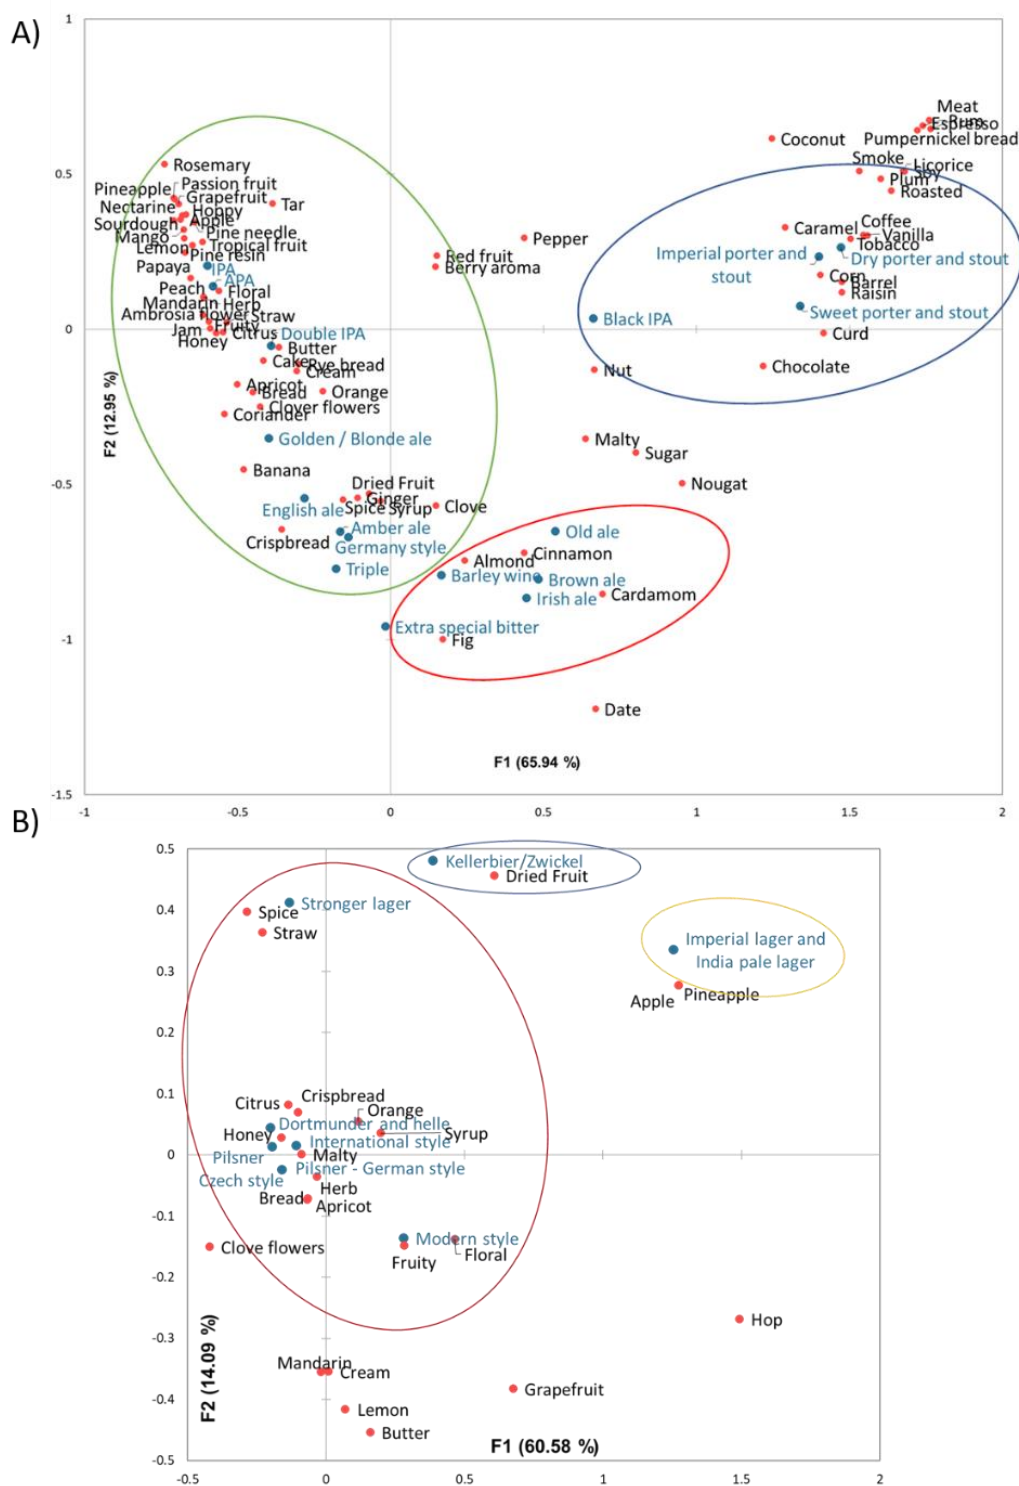 A)
1
0.5
0
-0.5
-1
-1.5
-1
-0.5
0
0.5
1
1.5
2
F2 (12.95 %)
F1 (65.94 %)
Meat
Rum
Espresso
Pumpernickel bread
Coconut
Smoke
Licorice
Soy
Plum
Roasted
Rosemary
Pineapple
Passion fruit
Grapefruit
Nectarine
Hoppy
Tar
Sourdough
Apple
Pine needle
Mango
Lemon
Tropical fruit
Pine resin
Papaya
IPA
APA
Peach
Floral
Mandarin
Herb
Ambrosia
Flower
Straw
Jam
Fruity
Honey
Citrus
Double IPA
Butter
Cake
Rye bread
Cream
Apricot
Bread
Orange
Clover flowers
Coriander
Golden / Blonde ale
Banana
Dried Fruit
English ale
Ginger
Spice
Syrup
Clove
Crispbread
Amber ale
Germany style
Triple
Pepper
Red fruit
Berry aroma
Caramel
Coffee
Vanilla
Tobacco
Imperial porter and
stout
Dry porter and stout
Corn
Barrel
Raisin
Black IPA
Sweet porter and stout
Curd
Chocolate
Nut
Malty
Sugar
Nougat
Old ale
Almond
Cinnamon
Barley wine
Brown ale
Irish ale
Cardamom
Extra special bitter
Fig
Date
B)
0.5
0.4
0.3
0.2
0.1
0
-0.1
-0.2
-0.3
-0.4
-0.5
-0.5
0
0.5
1
1.5
2
F2 (14.09 %)
F1 (60.58 %)
Kellerbier/Zwickel
Dried Fruit
Stronger lager
Spice
Straw
Imperial lager and
India pale lager
Apple
Pineapple
Crispbread
Citrus
Orange
Dortmunder and helle
Honey
Syrup
International style
Pilsner
Czech style
Malty
Pilsner - German style
Herb
Bread
Apricot
Clove flowers
Modern style
Floral
Fruity
Hop
Mandarin
Cream
Grapefruit
Lemon
Butter